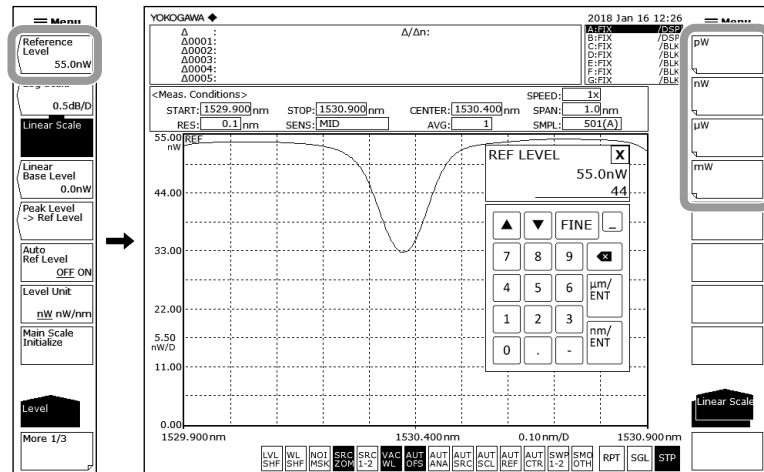 Menu
Reference
Level
55.0nW
0.5dB/D
Linear Scale
Linear
Base Level
0.0nW
Peak Level
-> Ref Level
Auto
Ref Level
OFF ON
Level Unit
nW nW/nm
Main Scale
Initialize
Level
More 1/3
YOKOGAWA ◆
2018 Jan 16 12:26
Δ :
Δ0001:
Δ0002:
Δ0003:
Δ0004:
Δ0005:
Δ/Δn:
A:FIX /DSP
B:FIX /DSP
C:FIX /BLK
D:FIX /BLK
E:FIX /BLK
F:FIX /BLK
G:FIX /BLK
<Meas. Conditions>
SPEED: 1x
START: 1529.900 nm STOP: 1530.900 nm CENTER: 1530.400 nm SPAN: 1.0 nm
RES: 0.1 nm SENS: MID AVG: 1 SMPL: 501(A)
55.00
nW
REF
44.00
33.00
22.00
5.50
nW/D
11.00
0.00
1529.900nm 1530.400nm 0.10nm/D 1530.900nm
REF LEVEL X
55.0nW
44
▲ ▼ FINE _
7 8 9
4 5 6 μm/
ENT
1 2 3
nm/
ENT
0 . -
LVL
SHF
WL
SHF
NOI
MSK
SRC
ZOM
SRC
1-2
VAC
WL
AUT
OFS
AUT
ANA
AUT
SRC
AUT
SCL
AUT
REF
AUT
CTR
SWP
1-2
SMO
OTH
RPT SGL STP
Menu
pW
nW
μW
mW
Linear Scale